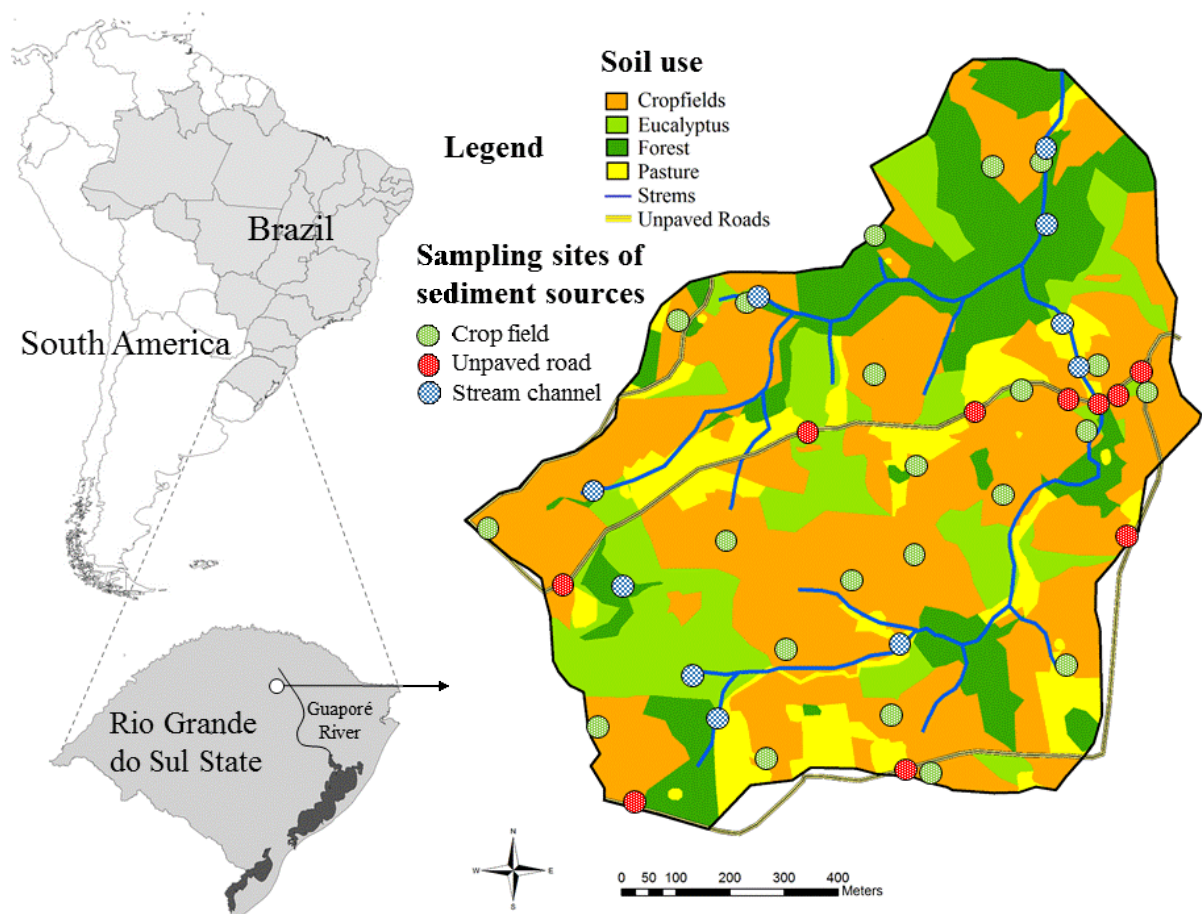 Soil use
Cropfields
Eucalyptus
Forest
Pasture
Strems
Unpaved Roads
Legend
Sampling sites of
sediment sources
Crop field
Unpaved road
Stream channel
Brazil
South America
Rio Grande
do Sul State
Guaporé
River
N
W
E
S
0 50 100 200 300 400
Meters